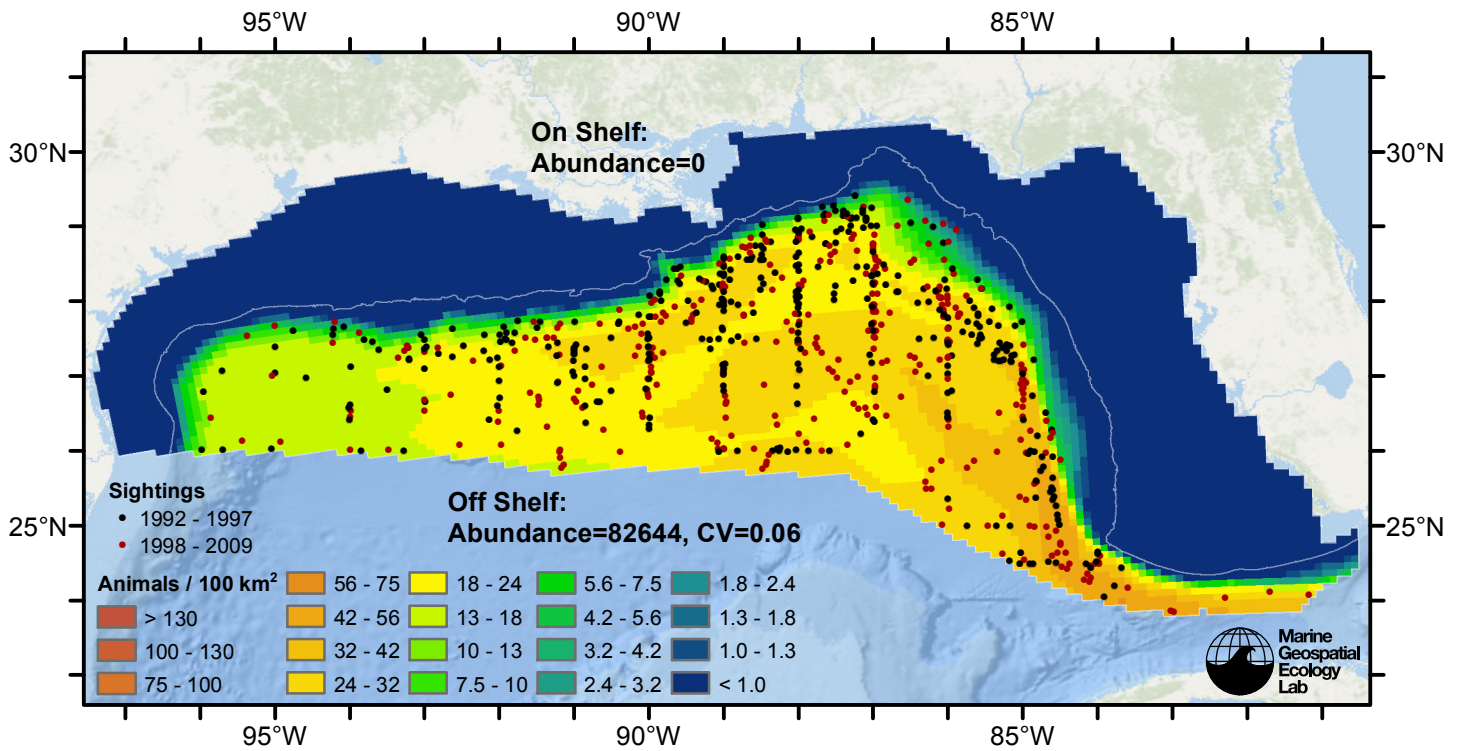 95°W 90°W 85°W
30°N 30°N
On Shelf:
Abundance=0
25°N 25°N
Off Shelf:
Abundance=82644, CV=0.06
Sightings
1992 - 1997
1998 - 2009
Animals / 100 km²
> 130
100 - 130
75 - 100
56 - 75
42 - 56
32 - 42
24 - 32
18 - 24
13 - 18
10 - 13
7.5 - 10
5.6 - 7.5
4.2 - 5.6
3.2 - 4.2
2.4 - 3.2
1.8 - 2.4
1.3 - 1.8
1.0 - 1.3
< 1.0
Marine
Geospatial
Ecology
Lab
95°W 90°W 85°W